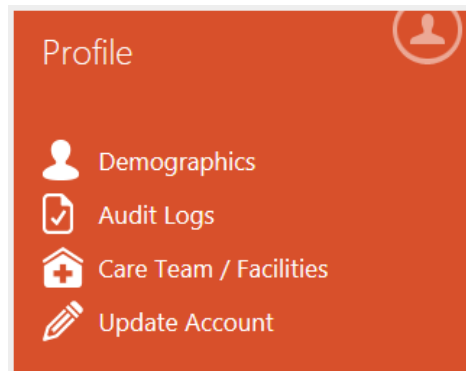 Profile
Demographics
Audit Logs
Care Team / Facilities
Update Account